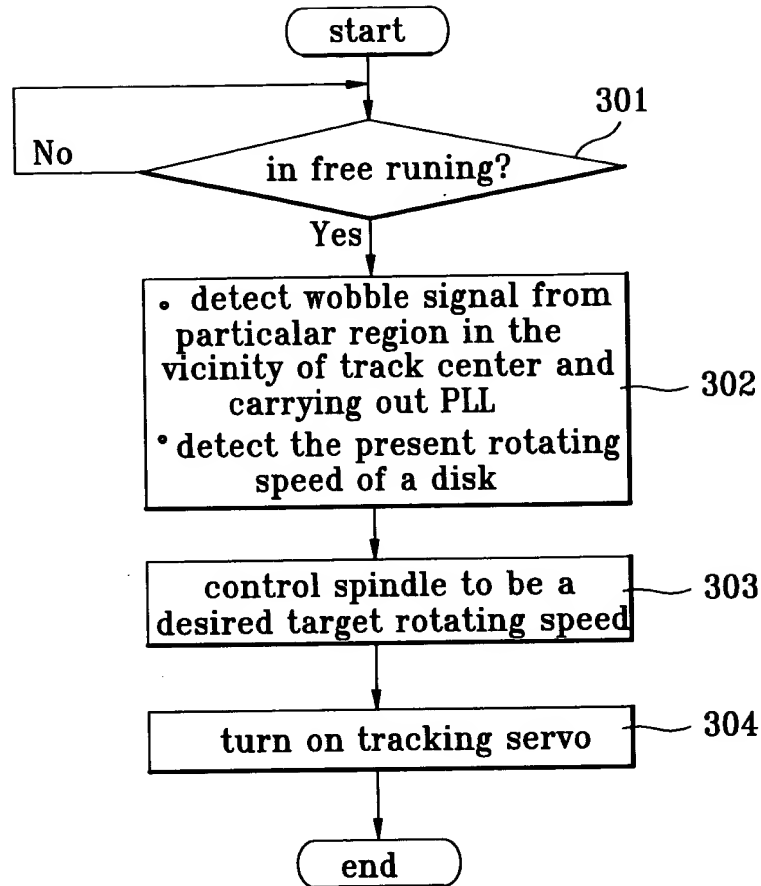 start
301
No
in free runing?
Yes
∘ detect wobble signal from
particalar region in the
vicinity of track center and
carrying out PLL
302
∘ detect the present rotating
speed of a disk
control spindle to be a
desired target rotating speed
303
turn on tracking servo
304
end